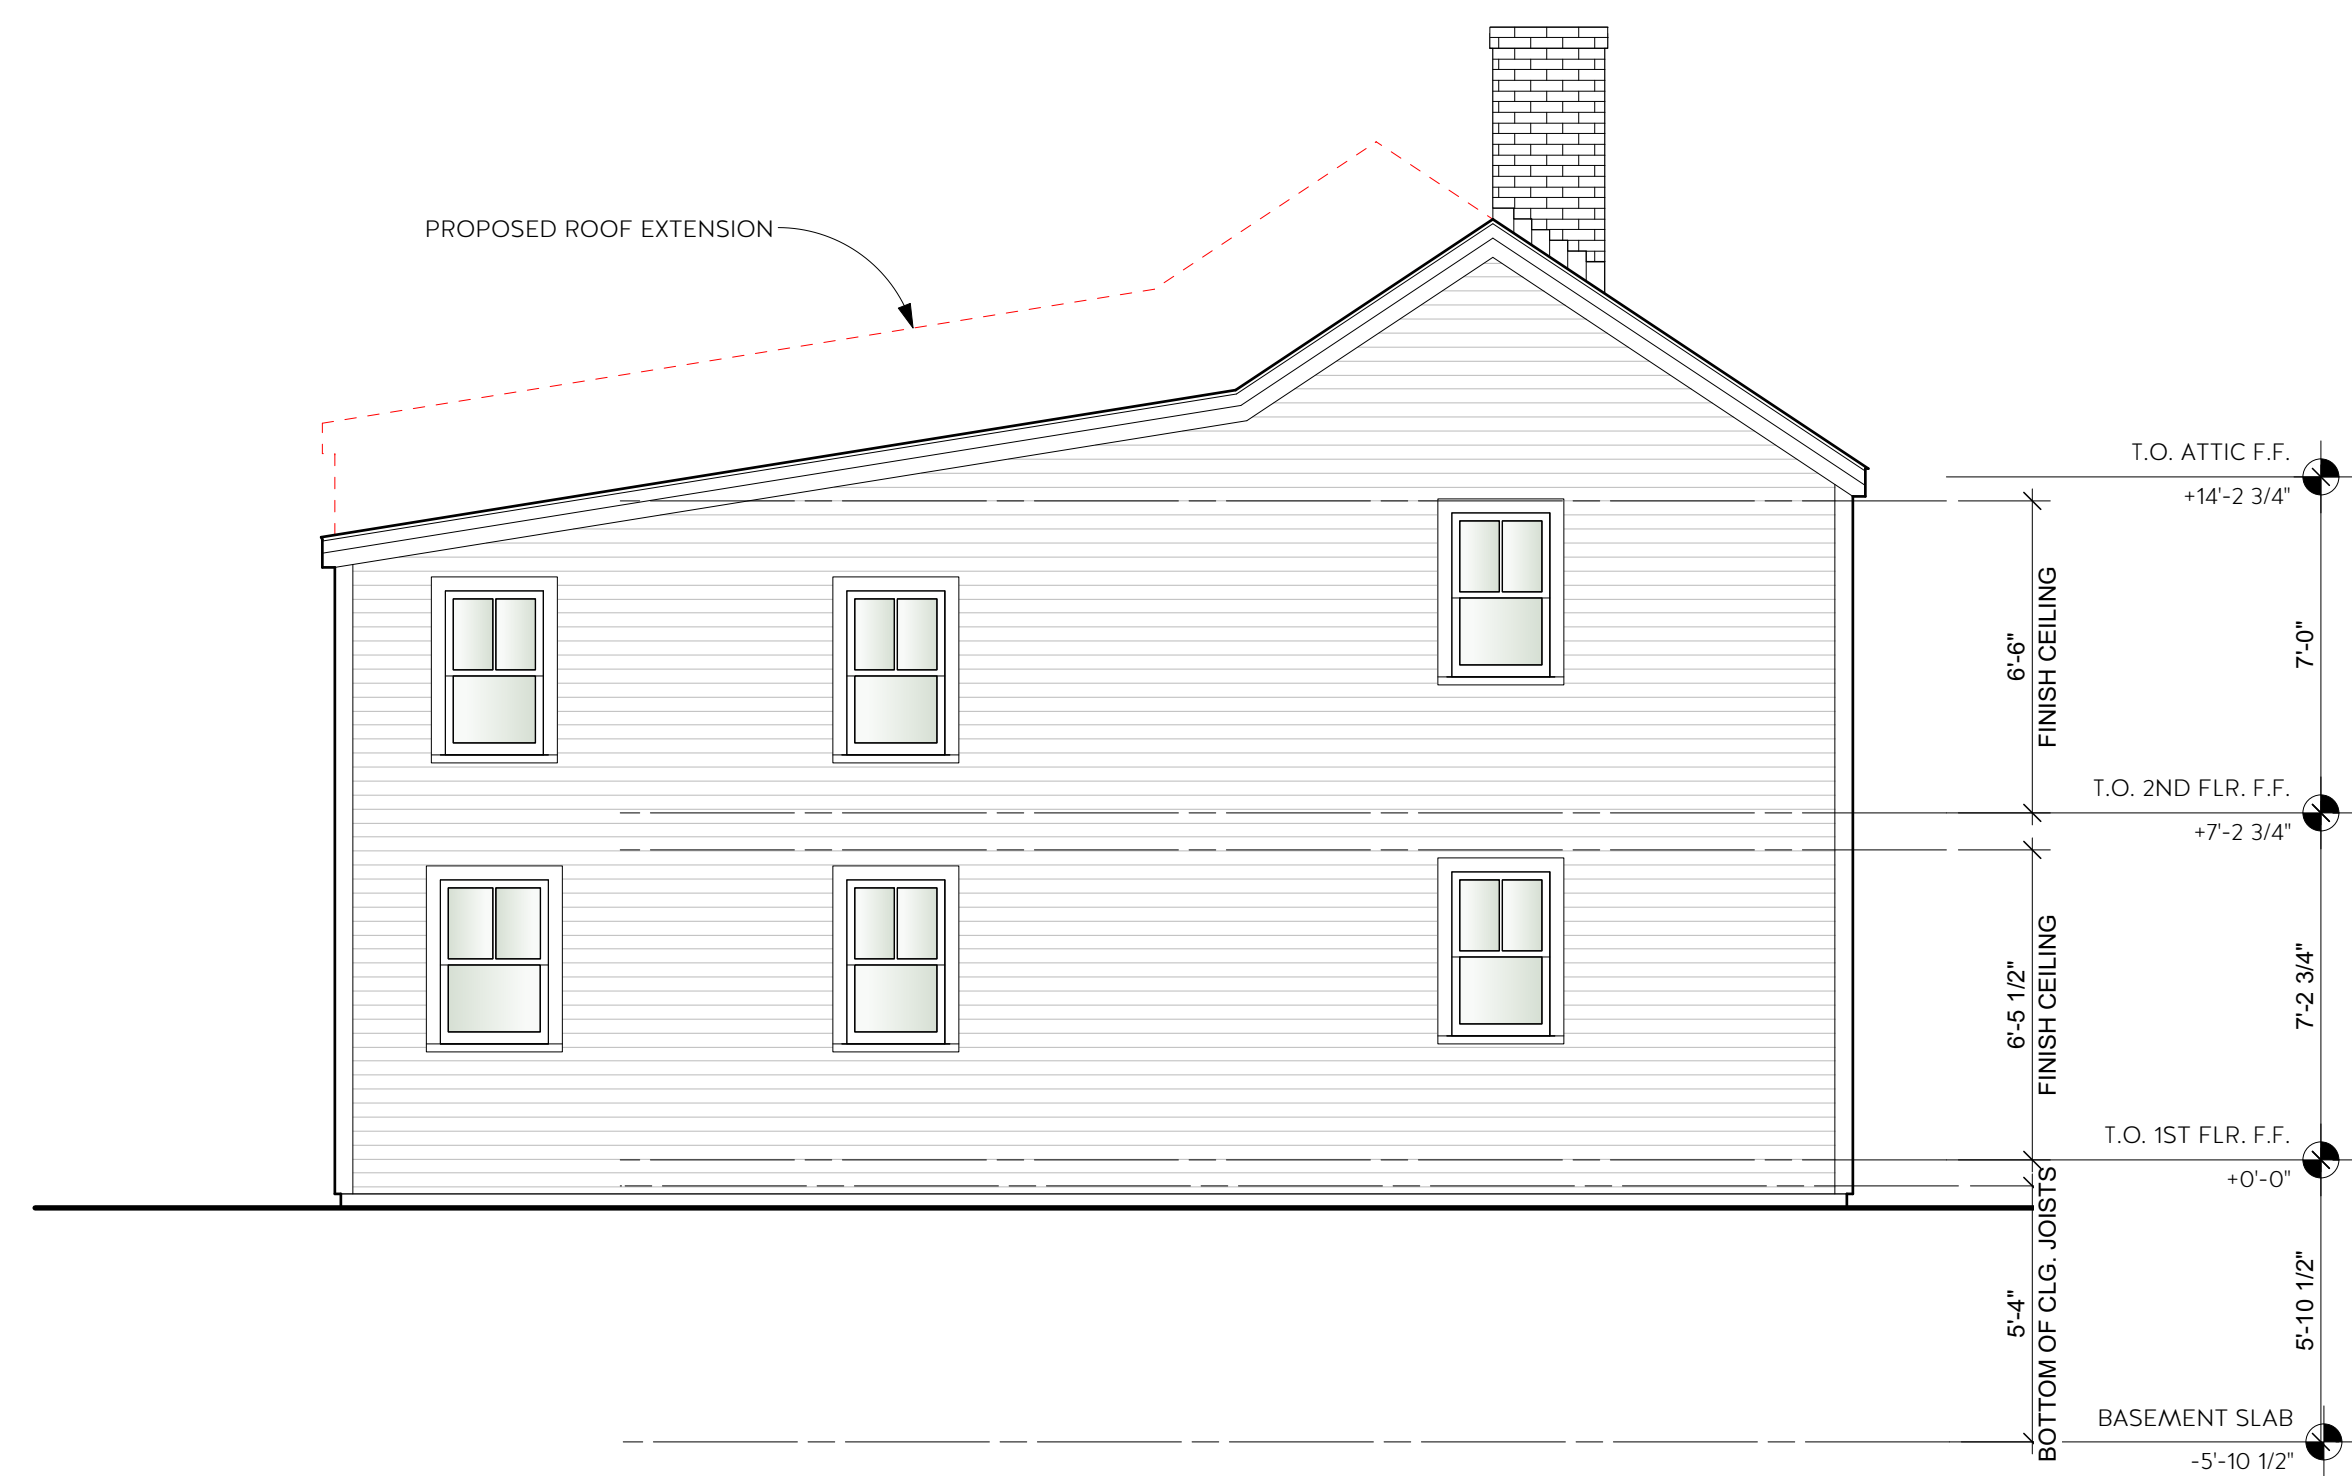 PROPOSED ROOF EXTENSION
T.O. ATTIC F.F.
+14'-2 3/4"
6'-6"
FINISH CEILING
7'-0"
T.O. 2ND FLR. F.F.
+7'-2 3/4"
6'-5 1/2"
FINISH CEILING
7'-2 3/4"
T.O. 1ST FLR. F.F.
+0'-0"
5'-4"
BOTTOM OF CLG. JOISTS
5'-10 1/2"
BASEMENT SLAB
-5'-10 1/2"